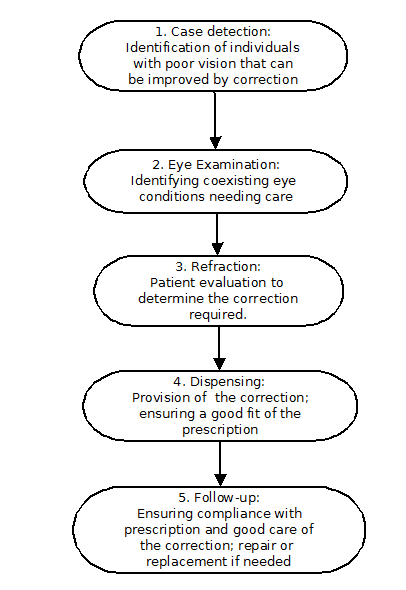 1. Case detection:
Identification of individuals
with poor vision that can
be improved by correction
2. Eye Examination:
Identifying coexisting eye
conditions needing care
3. Refraction:
Patient evaluation to
determine the correction
required.
4. Dispensing:
Provision of  the correction;
ensuring a good fit of the
prescription
5. Follow-up:
Ensuring compliance with
prescription and good care of
the correction; repair or
replacement if needed